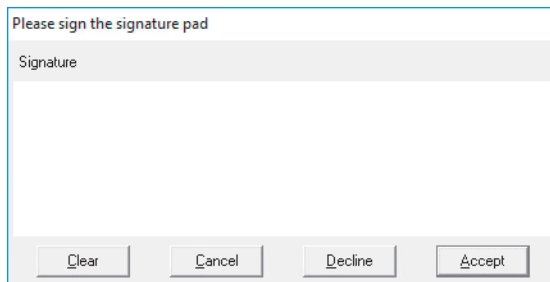 Please sign the signature pad
Signature
Clear Cancel Decline Accept